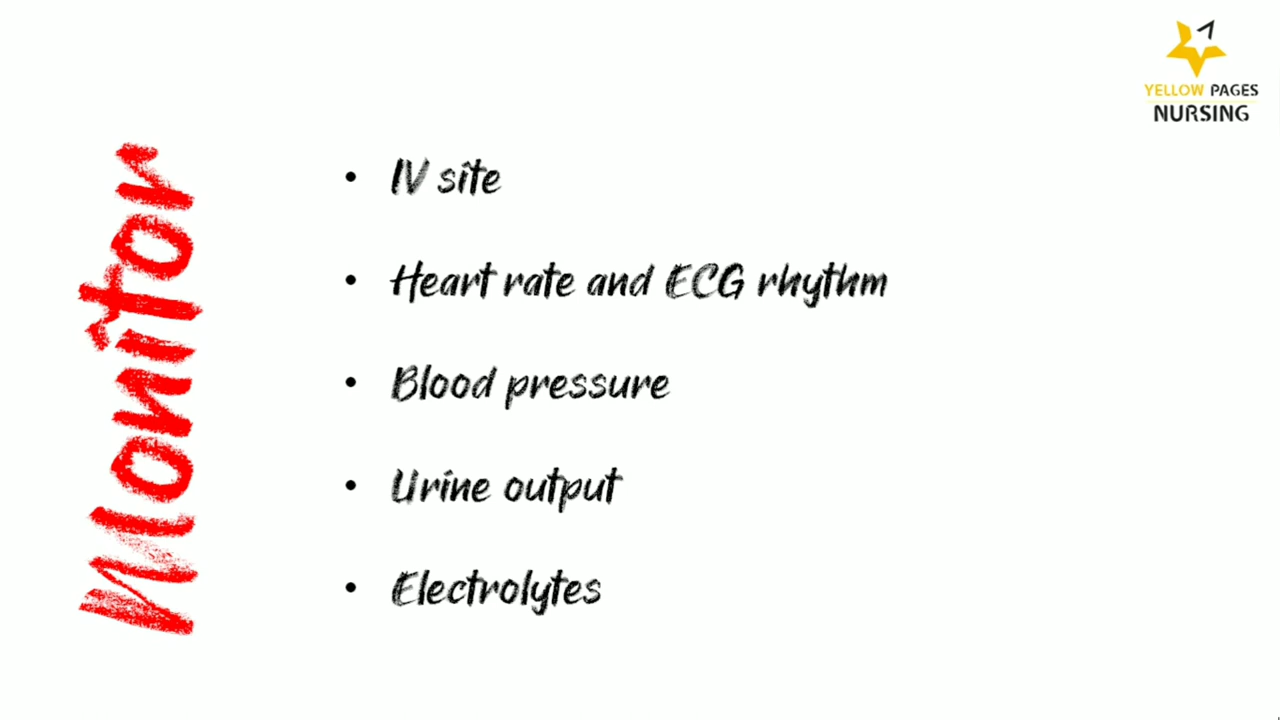 YELLOW PAGES
NURSING
Monitor
• IV site
• Heart rate and ECG rhythm
• Blood pressure
• Urine output
• Electrolytes